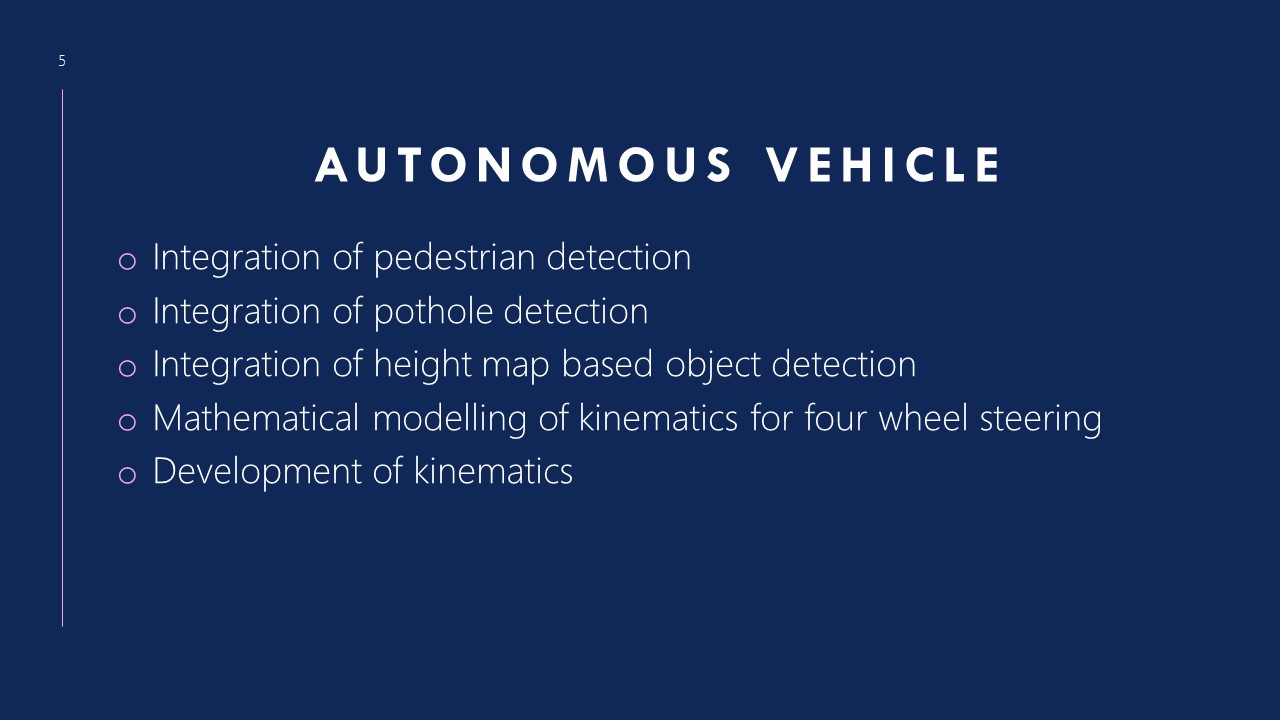 5
AUTONOMOUS VEHICLE
o Integration of pedestrian detection
o Integration of pothole detection
o Integration of height map based object detection
o Mathematical modelling of kinematics for four wheel steering
o Development of kinematics